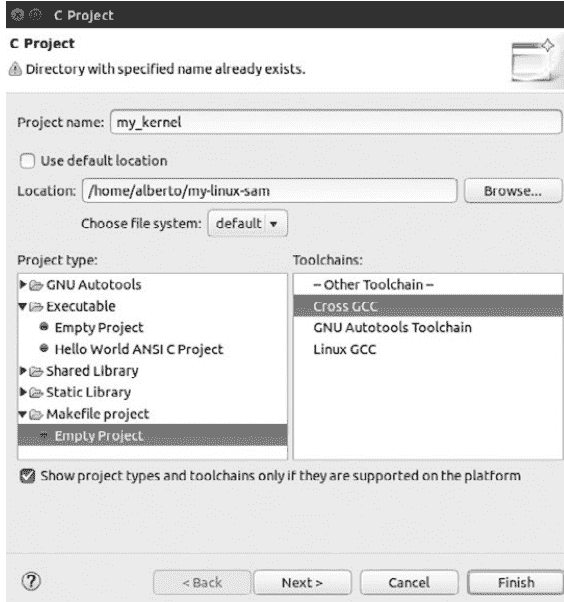 C Project
C Project
Directory with specified name already exists.
Project name: my_kernel
Use default location
Location: /home/alberto/my-linux-sam Browse...
Choose file system: default
Project type: Toolchains:
GNU Autotools -- Other Toolchain --
Executable Cross GCC
Empty Project GNU Autotools Toolchain
Hello World ANSI C Project Linux GCC
Shared Library
Static Library
Makefile project
Empty Project
Show project types and toolchains only if they are supported on the platform
? < Back Next > Cancel Finish